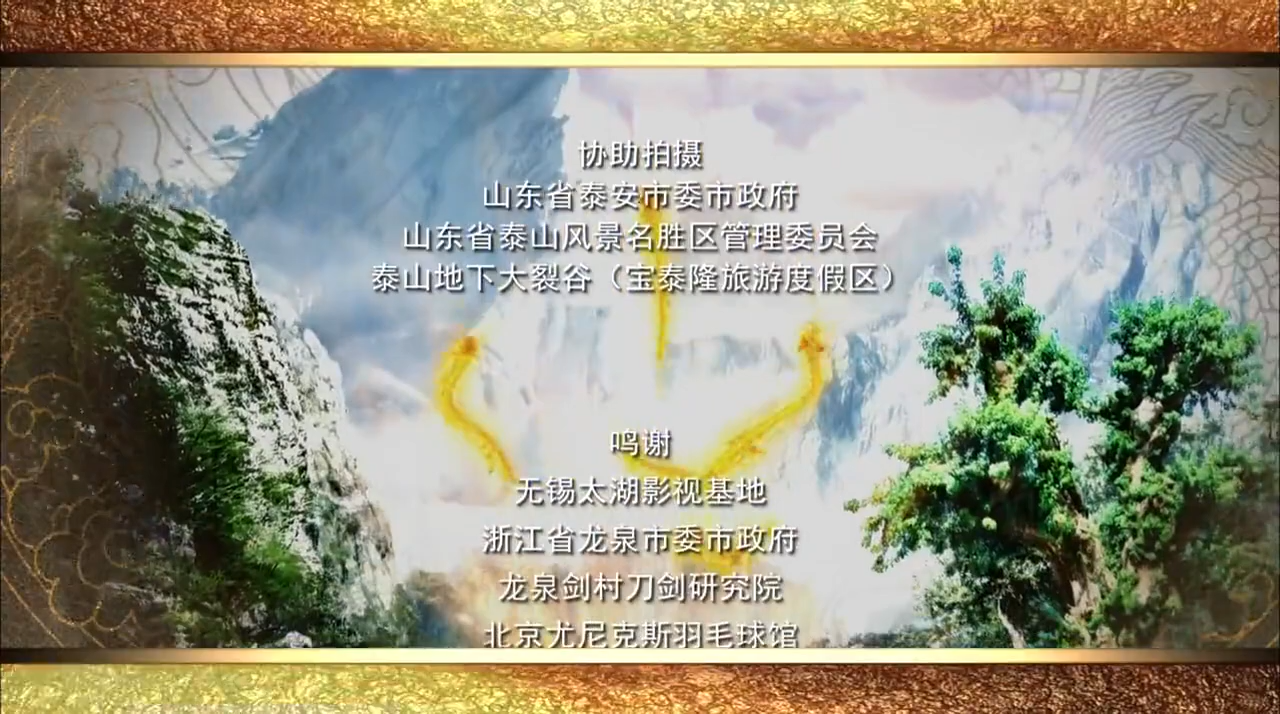 协助拍摄
山东省泰安市委市政府
山东省泰山风景名胜区管理委员会
泰山地下大裂谷（宝泰隆旅游度假区）
鸣谢
无锡太湖影视基地
浙江省龙泉市委市政府
龙泉剑村刀剑研究院
北京尤尼克斯羽毛球馆